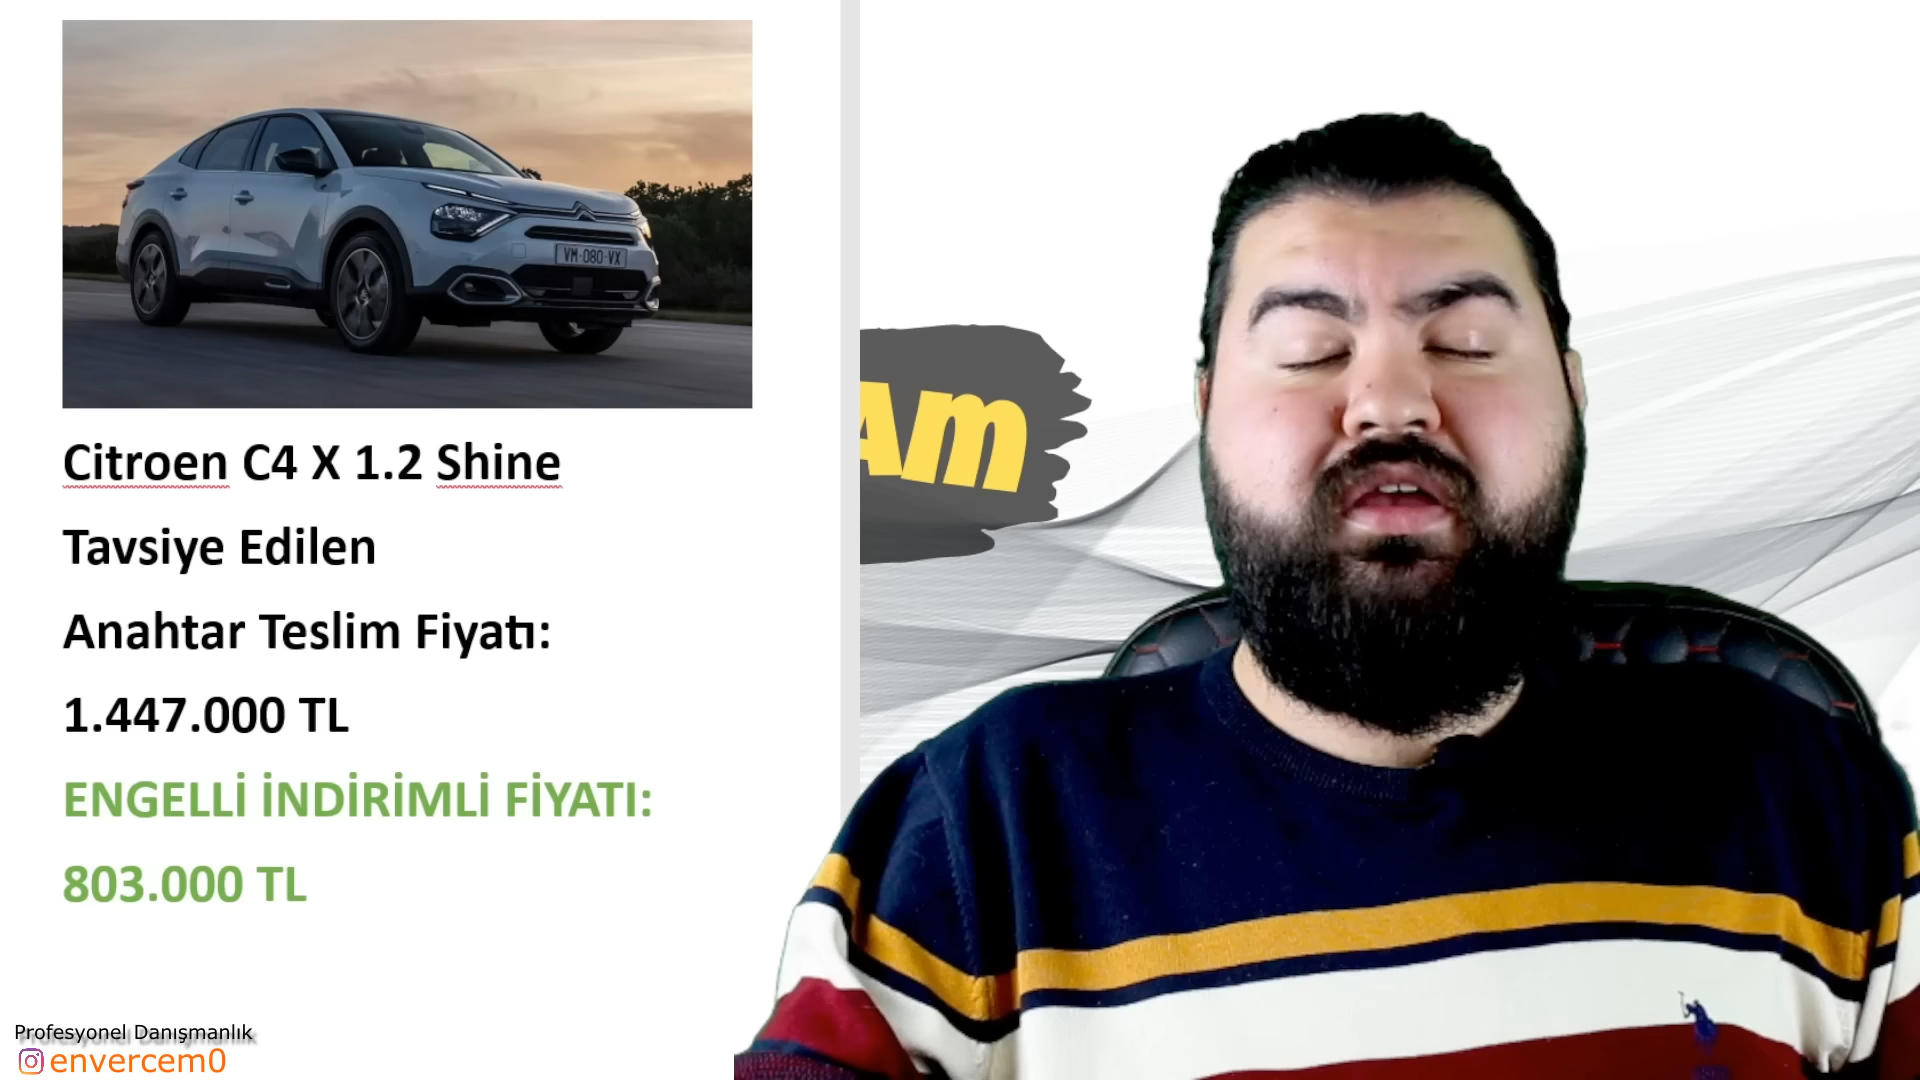 VM-080-VX
Citroen C4 X 1.2 Shine
Tavsiye Edilen
Anahtar Teslim Fiyatı:
1.447.000 TL
ENGELLİ İNDİRİMLİ FİYATI:
803.000 TL
Am
Profesyonel Danışmanlık
envercem0